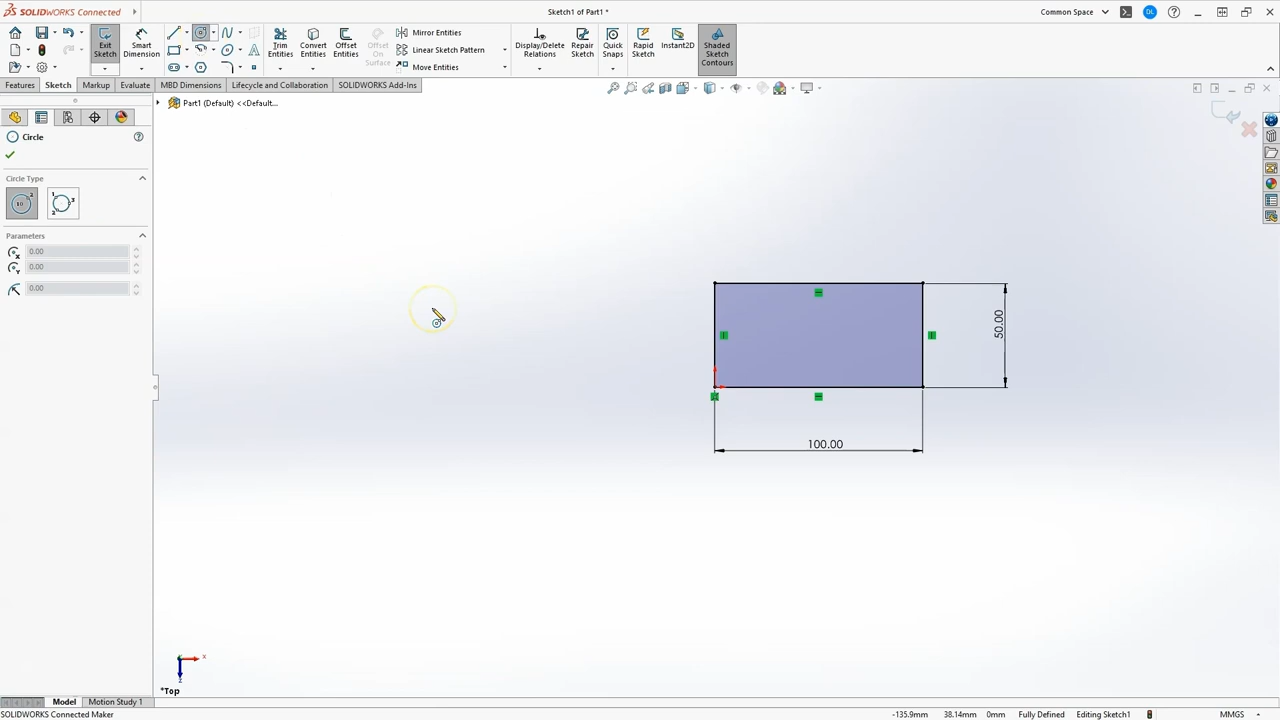 SOLIDWORKS CONNECTED
Sketch1 of Part1 *
Common Space
DL
Exit Sketch
Smart Dimension
Trim Entities
Convert Entities
Offset Entities
Offset On Surface
Mirror Entities
Linear Sketch Pattern
Move Entities
Display/Delete Relations
Repair Sketch
Quick Snaps
Rapid Sketch
Instant2D
Shaded Sketch Contours
Features
Sketch
Markup
Evaluate
MBD Dimensions
Lifecycle and Collaboration
SOLIDWORKS Add-Ins
Part1 (Default) <<Default...
Circle
Circle Type
Parameters
0.00
0.00
0.00
50.00
100.00
x
*Top
Model
Motion Study 1
SOLIDWORKS Connected Maker
-135.9mm
38.14mm
0mm
Fully Defined
Editing Sketch1
MMGS